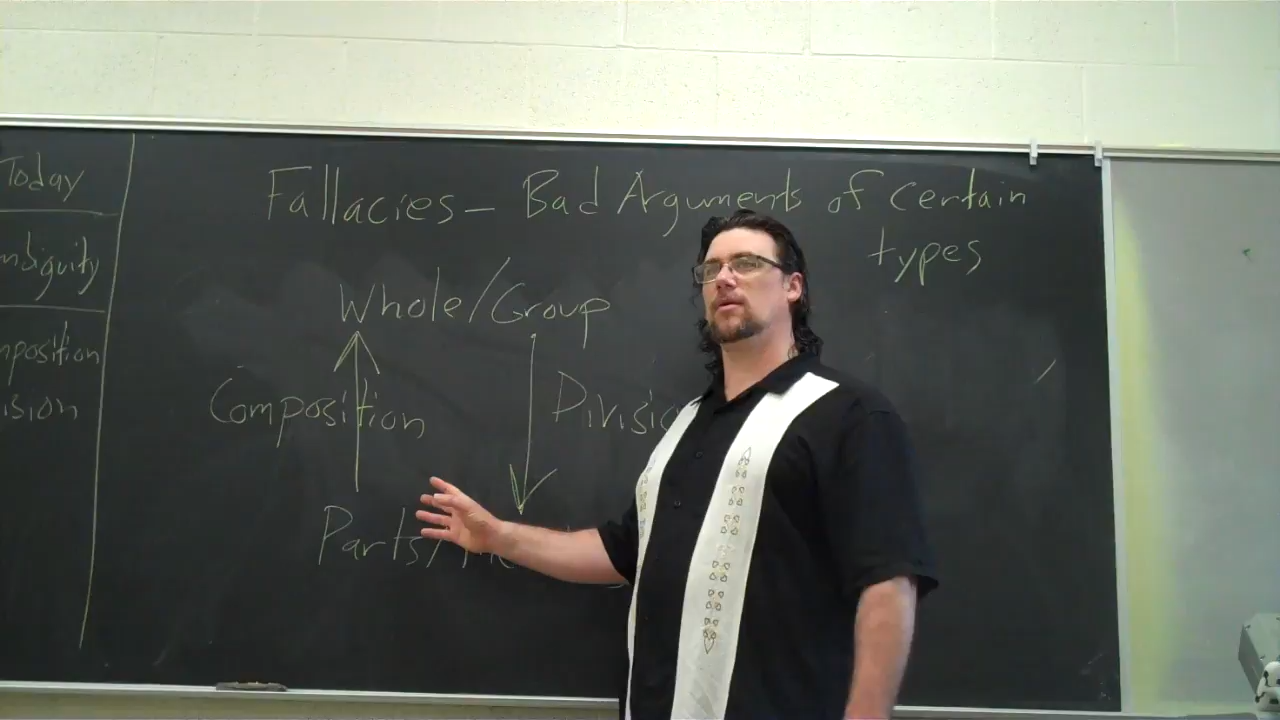 Today
mbiguity
mposition
ision
Fallacies - Bad Arguments of Certain
types
Whole/Group
Composition
Divisio
Parts/